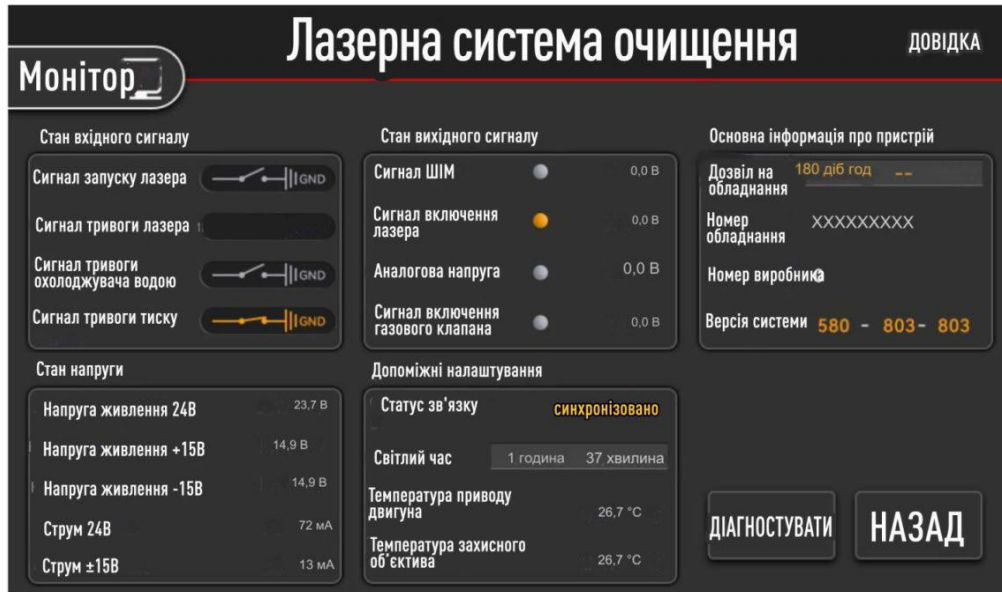 Лазерна система очищення
ДОВІДКА
Монітор
Стан вхідного сигналу
Сигнал запуску лазера
GND
Сигнал тривоги лазера
Сигнал тривоги
охолоджувача водою
GND
Сигнал тривоги тиску
GND
Стан вихідного сигналу
Сигнал ШІМ
0,0 В
Сигнал включення
лазера
0,0 В
Аналогова напруга
0,0 В
Сигнал включення
газового клапана
0,0 В
Основна інформація про пристрій
Дозвіл на
обладнання
180 діб год --
Номер
обладнання
XXXXXXXXX
Номер виробника
Версія системи
580 - 803- 803
Стан напруги
Напруга живлення 24В
23,7 В
Напруга живлення +15В
14,9 В
Напруга живлення -15В
14,9 В
Струм 24В
72 мА
Струм ±15В
13 мА
Допоміжні налаштування
Статус зв'язку
синхронізовано
Світлий час
1 година 37 хвилина
Температура приводу
двигуна
26,7 °C
Температура захисного
об'єктива
26,7 °C
ДІАГНОСТУВАТИ
НАЗАД